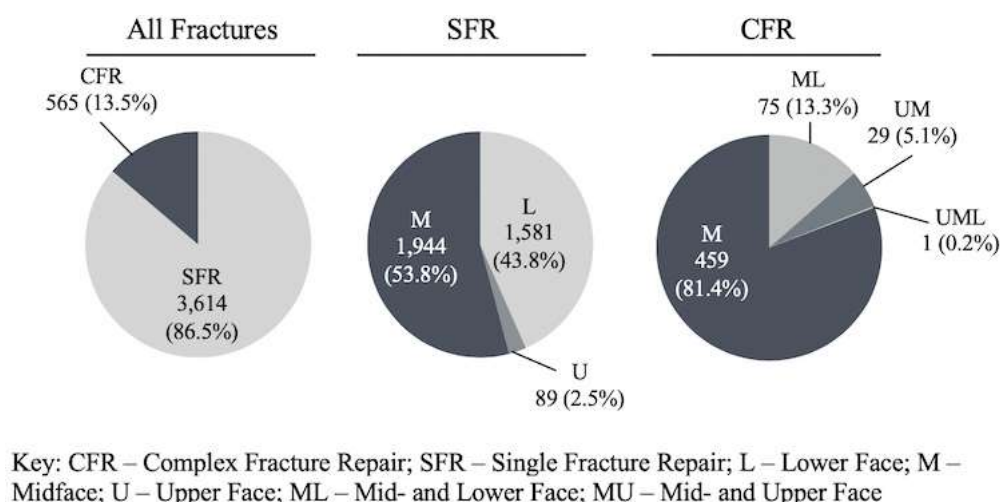 All Fractures
CFR
565 (13.5%)
SFR
3,614
(86.5%)
SFR
M
1,944
(53.8%)
L
1,581
(43.8%)
U
89 (2.5%)
CFR
ML
75 (13.3%)
UM
29 (5.1%)
UML
1 (0.2%)
M
459
(81.4%)
Key: CFR – Complex Fracture Repair; SFR – Single Fracture Repair; L – Lower Face; M –
Midface; U – Upper Face; ML – Mid- and Lower Face; MU – Mid- and Upper Face